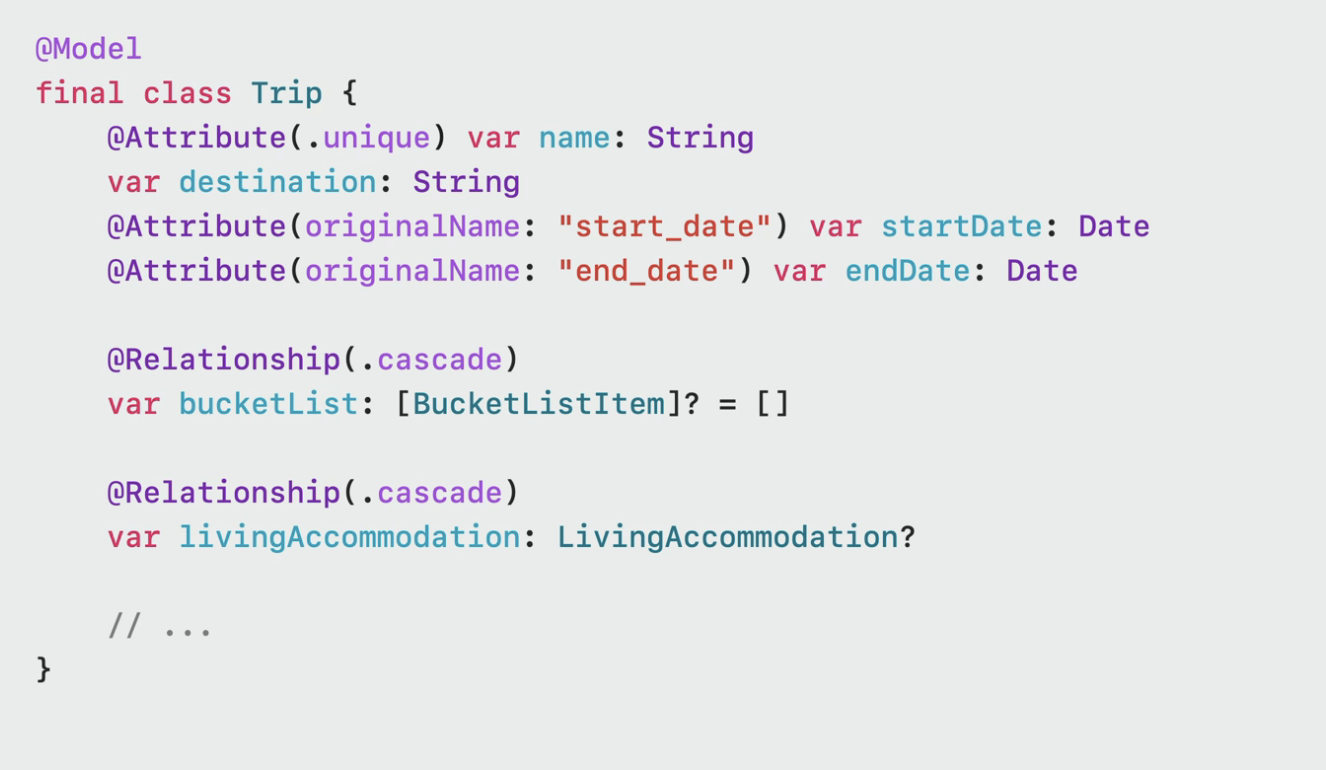 @Model
final class Trip {
    @Attribute(.unique) var name: String
    var destination: String
    @Attribute(originalName: "start_date") var startDate: Date
    @Attribute(originalName: "end_date") var endDate: Date

    @Relationship(.cascade)
    var bucketList: [BucketListItem]? = []

    @Relationship(.cascade)
    var livingAccommodation: LivingAccommodation?

    // ...
}